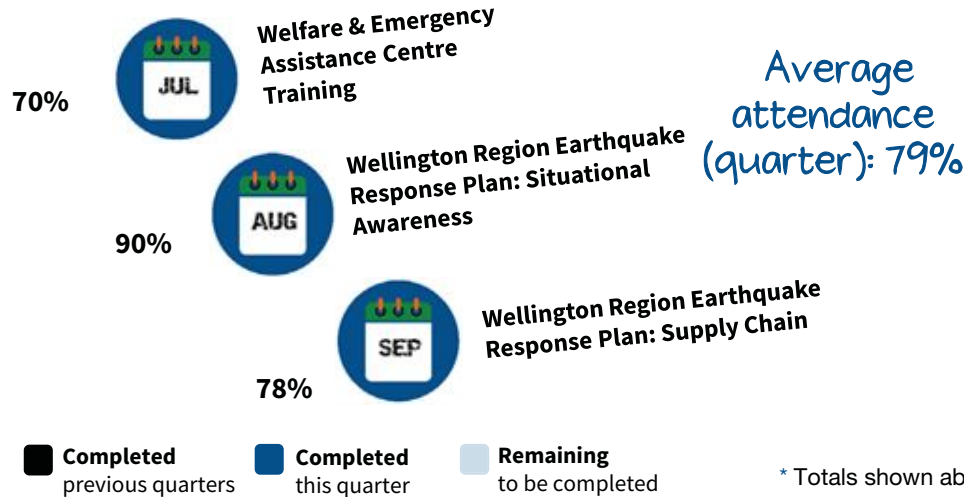 70%
JUL
Welfare & Emergency
Assistance Centre
Training
Average
attendance
(quarter): 79%
90%
AUG
Wellington Region Earthquake
Response Plan: Situational
Awareness
78%
SEP
Wellington Region Earthquake
Response Plan: Supply Chain
Completed
previous quarters
Completed
this quarter
Remaining
to be completed
* Totals shown ab